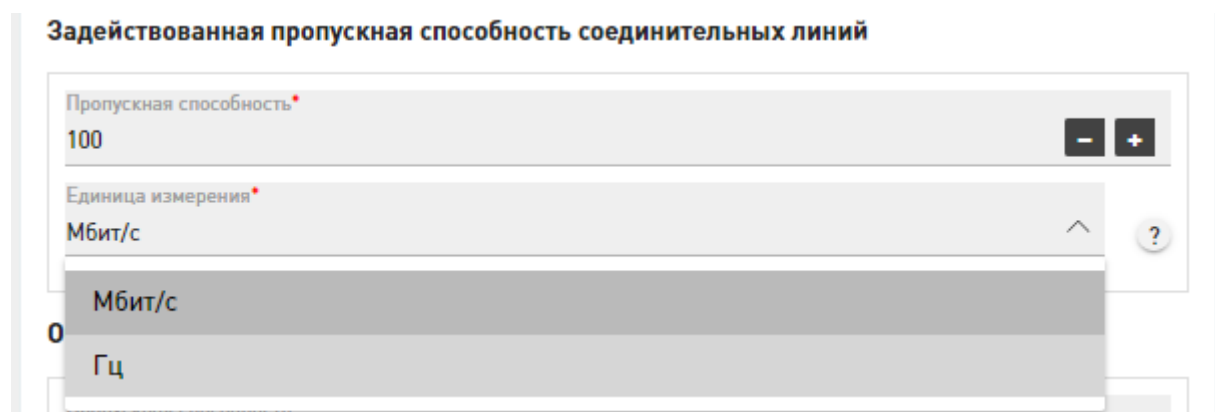 Задействованная пропускная способность соединительных линий
Пропускная способность*
100
- +
Единица измерения*
Мбит/с
?
Мбит/с
О
Гц